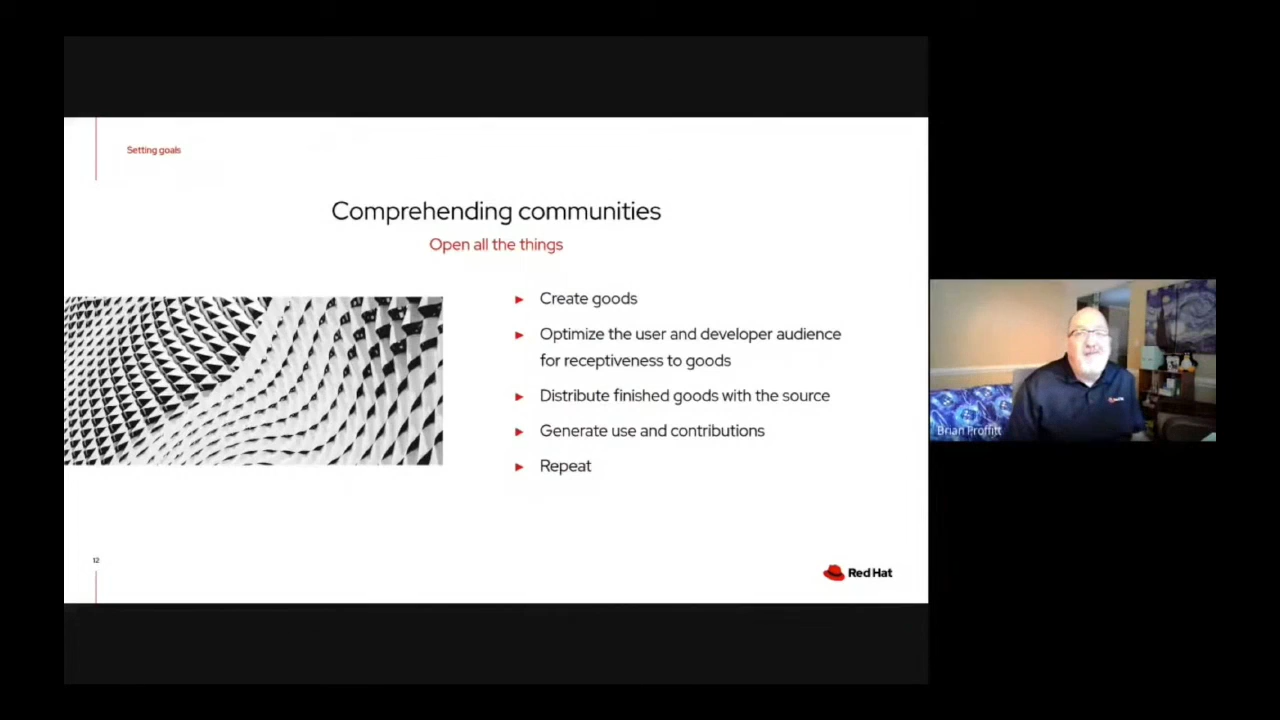 Setting goals
Comprehending communities
Open all the things
Create goods
Optimize the user and developer audience
for receptiveness to goods
Distribute finished goods with the source
Generate use and contributions
Repeat
12
Red Hat
Brian Proffitt